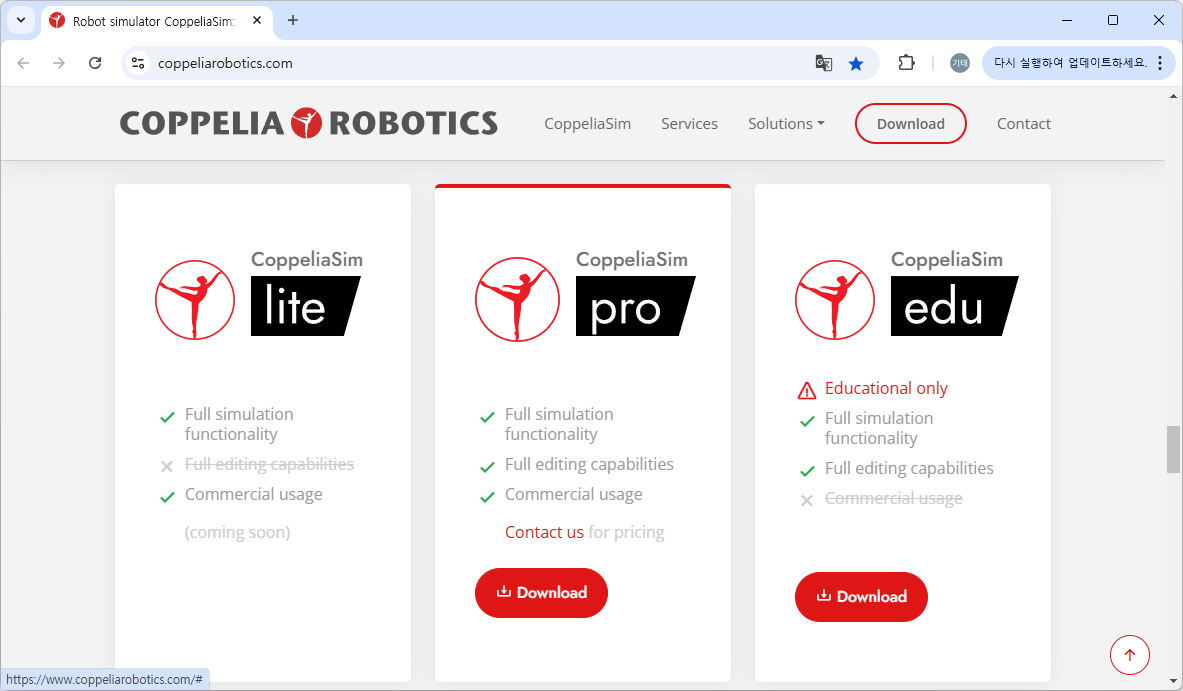 Robot simulator CoppeliaSim:
coppeliarobotics.com
기태
다시 실행하여 업데이트하세요.
COPPELIA ROBOTICS
CoppeliaSim
Services
Solutions
Download
Contact
CoppeliaSim
lite
Full simulation
functionality
Full editing capabilities
Commercial usage
(coming soon)
CoppeliaSim
pro
Full simulation
functionality
Full editing capabilities
Commercial usage
Contact us for pricing
Download
CoppeliaSim
edu
Educational only
Full simulation
functionality
Full editing capabilities
Commercial usage
Download
https://www.coppeliarobotics.com/#